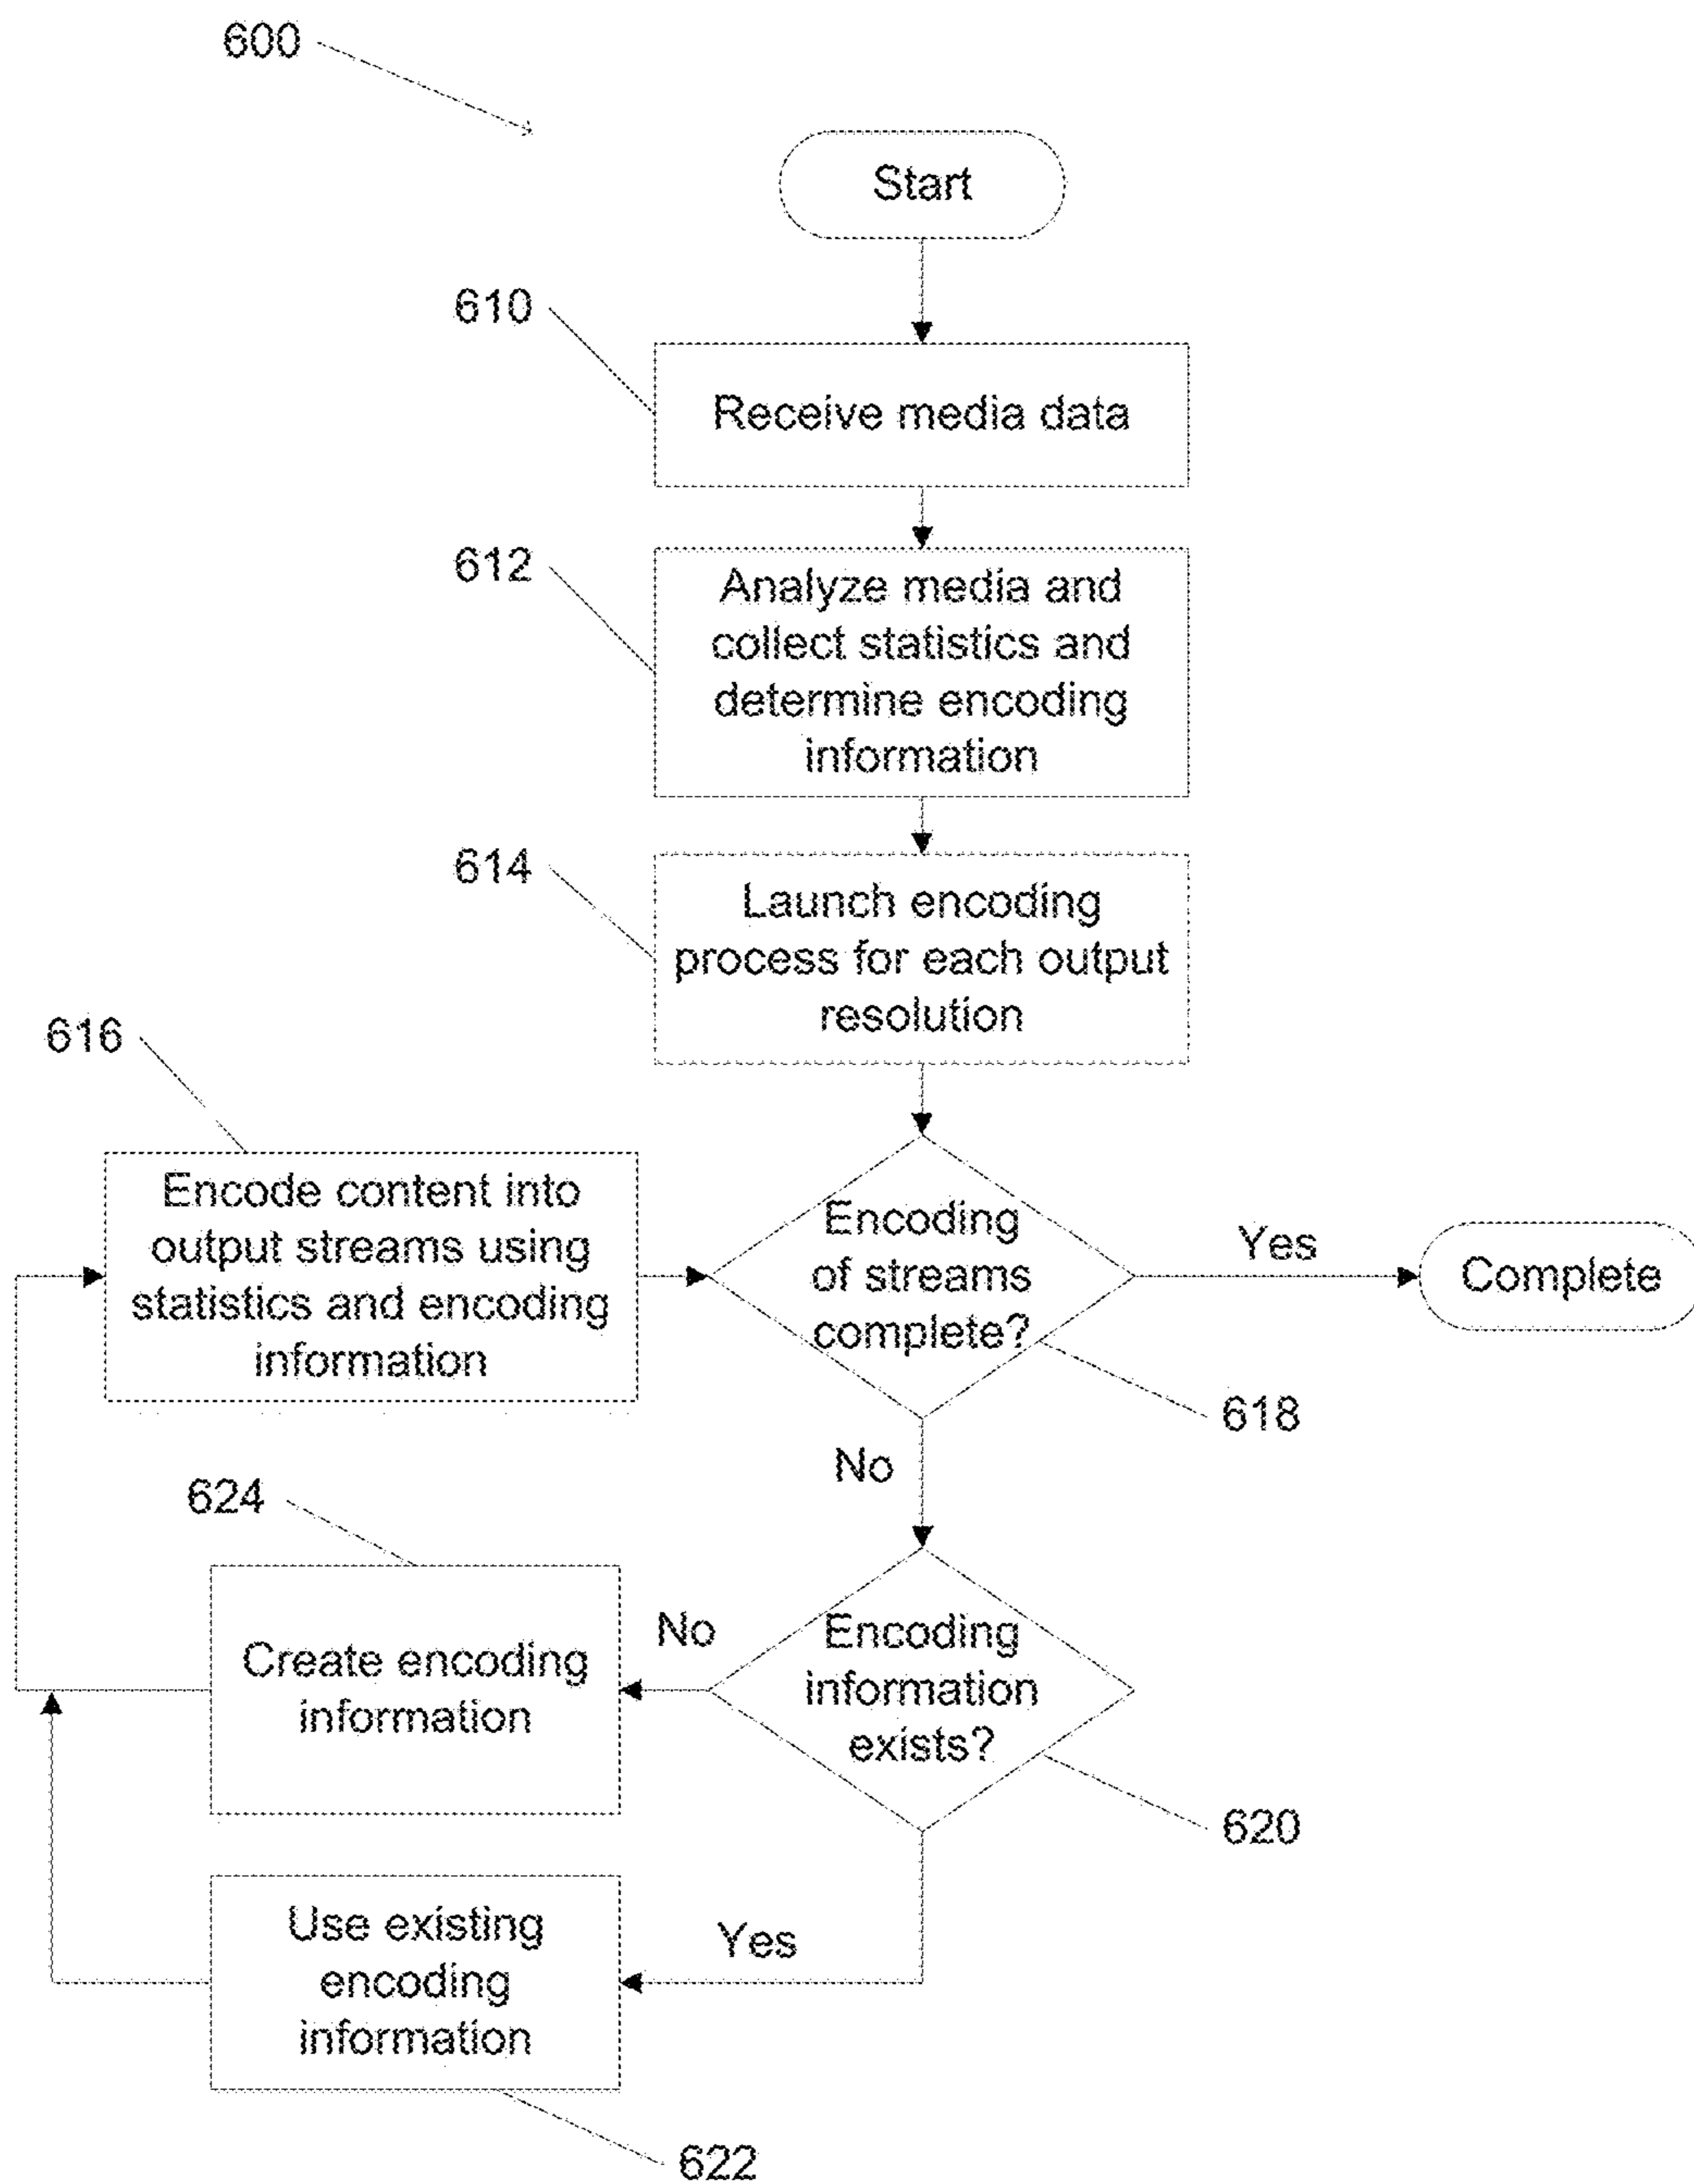 600
Start
610
Receive media data
612
Analyze media and
collect statistics and
determine encoding
information
614
Launch encoding
process for each output
resolution
616
Encode content into
output streams using
statistics and encoding
information
Encoding
of streams
complete?
Yes
Complete
618
No
624
Create encoding
information
No
Encoding
information
exists?
620
Use existing
encoding
information
Yes
622